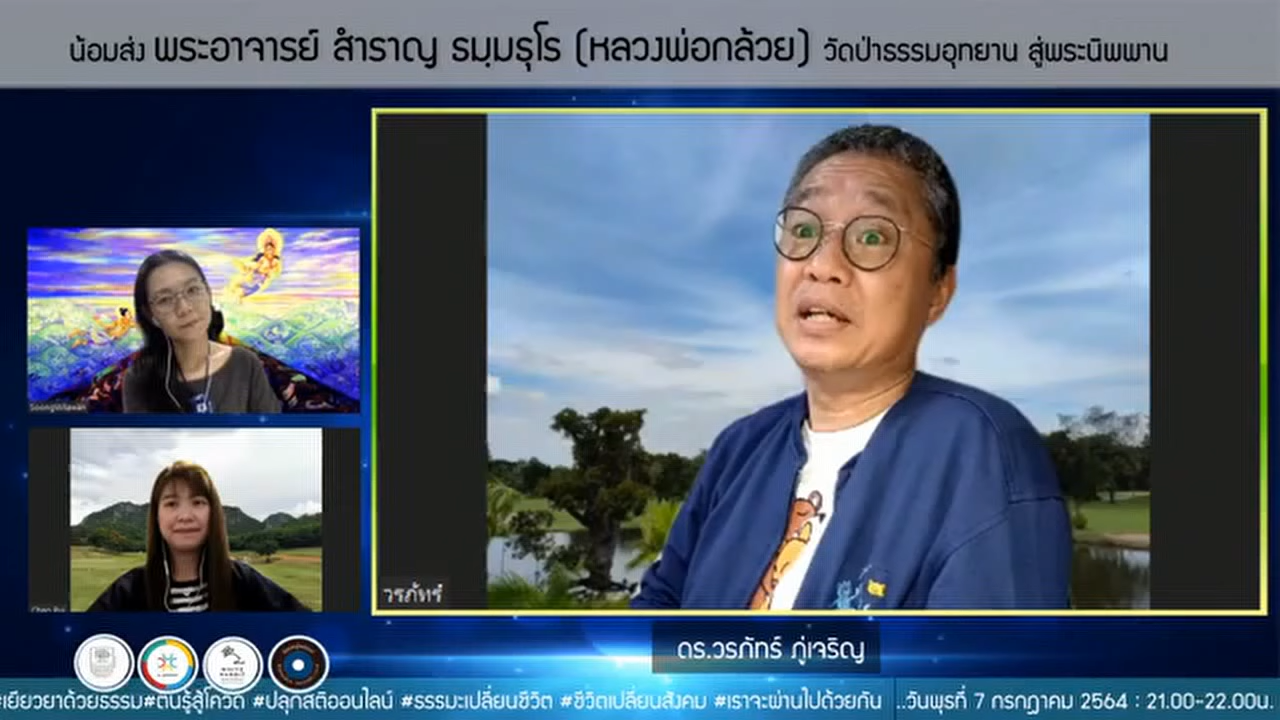 น้อมส่ง พระอาจารย์ สำราญ ธมฺมธุโร (หลวงพ่อกล้วย) วัดป่าธรรมอุทยาน สู่พระนิพพาน
SoongWilawan
วรภัทร์
ดร.วรภัทร์ ภู่เจริญ
WHITE RABBIT
#เยียวยาด้วยธรรม#ตื่นรู้สู้โควิด #ปลุกสติออนไลน์ #ธรรมะเปลี่ยนชีวิต #ชีวิตเปลี่ยนสังคม #เราจะผ่านไปด้วยกัน ..วันพุธที่ 7 กรกฎาคม 2564 : 21.00-22.00น.